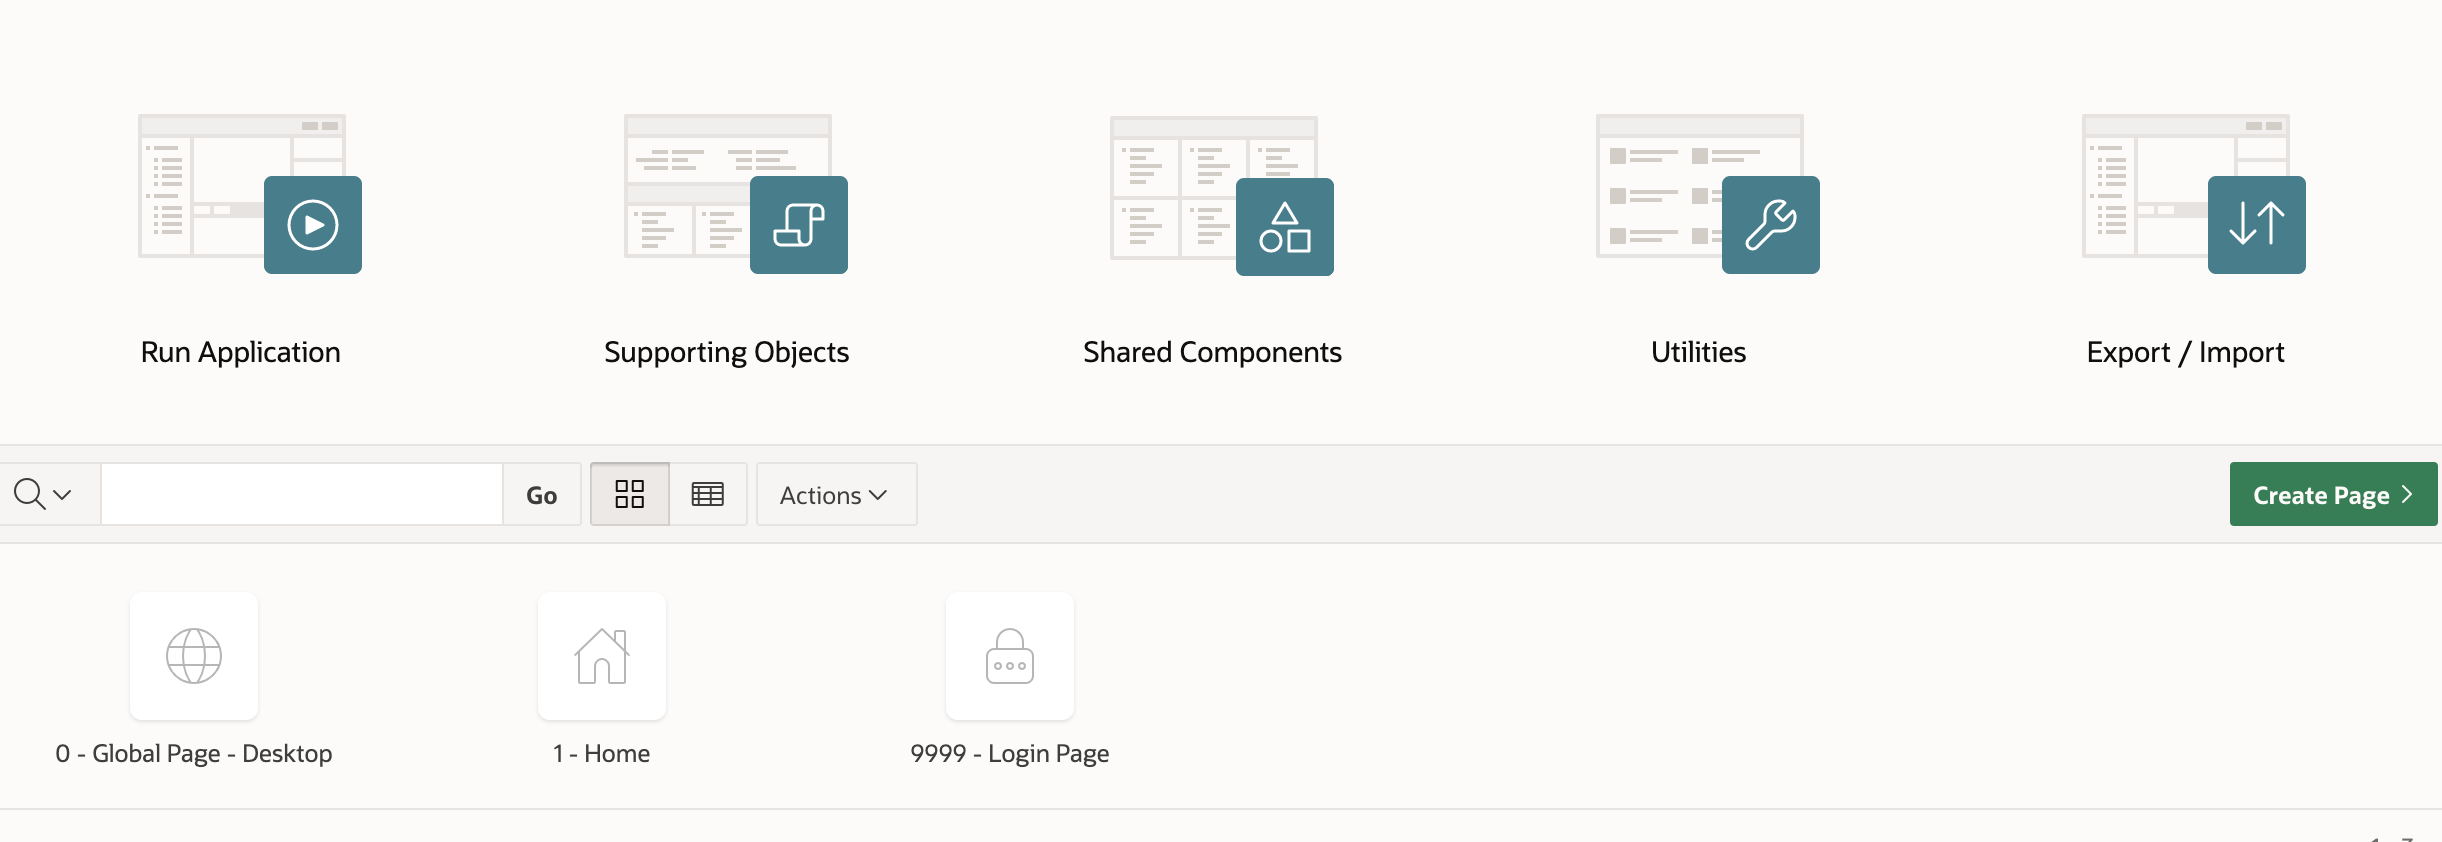 Run Application
Supporting Objects
Shared Components
Utilities
Export / Import
Go
Actions
Create Page
0 - Global Page - Desktop
1 - Home
9999 - Login Page